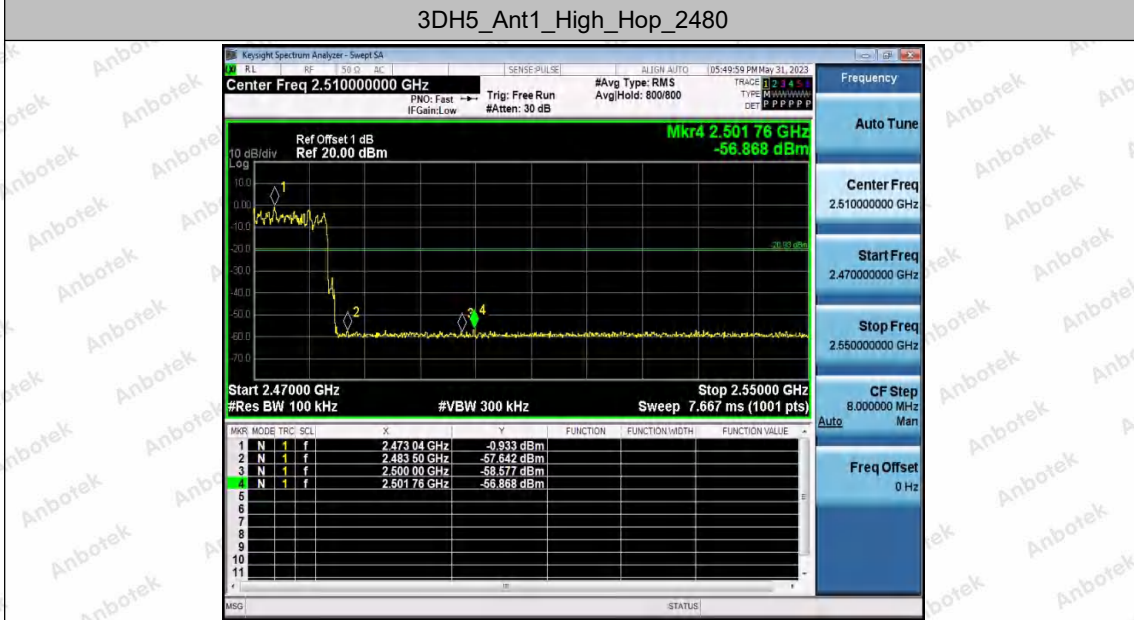 3DH5_Ant1_High_Hop_2480
Keysight Spectrum Analyzer - Swept SA
RL RF 50 Ω AC SENSE:PULSE ALIGN AUTO 05:49:59 PM May 31, 2023
Center Freq 2.510000000 GHz
PNO: Fast
IFGain:Low
Trig: Free Run
#Atten: 30 dB
#Avg Type: RMS
Avg|Hold: 800/800
TRACE 1 2 3 4 5 6
TYPE M WWWWW
DET P P P P P P
Ref Offset 1 dB
Ref 20.00 dBm
10 dB/div
Log
Mkr4 2.501 76 GHz
-56.868 dBm
10.0
0.00
-10.0
-20.0
-30.0
-40.0
-50.0
-60.0
-70.0
1
2
3
4
-20.93 dBm
Start 2.47000 GHz Stop 2.55000 GHz
#Res BW 100 kHz #VBW 300 kHz Sweep 7.667 ms (1001 pts)
MKR MODE TRC SCL X Y FUNCTION FUNCTION WIDTH FUNCTION VALUE
1 N 1 f 2.473 04 GHz -0.933 dBm
2 N 1 f 2.483 50 GHz -57.642 dBm
3 N 1 f 2.500 00 GHz -58.577 dBm
4 N 1 f 2.501 76 GHz -56.868 dBm
5
6
7
8
9
10
11
MSG STATUS
Frequency
Auto Tune
Center Freq
2.510000000 GHz
Start Freq
2.470000000 GHz
Stop Freq
2.550000000 GHz
CF Step
8.000000 MHz
Auto Man
Freq Offset
0 Hz
Anbotek